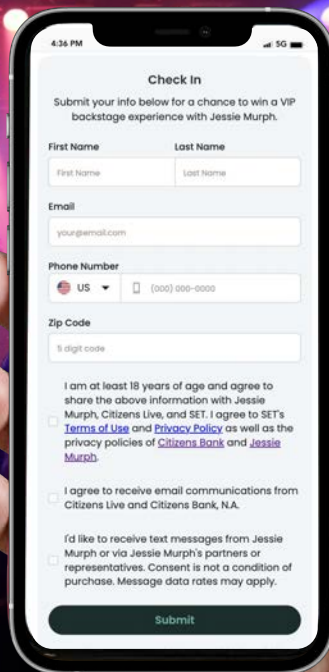 4:36 PM
5G
Check In
Submit your info below for a chance to win a VIP
backstage experience with Jessie Murph.
First Name Last Name
First Name Last Name
Email
your@email.com
Phone Number
US (000) 000-0000
Zip Code
5 digit code
I am at least 18 years of age and agree to
share the above information with Jessie
Murph, Citizens Live, and SET. I agree to SET's
Terms of Use and Privacy Policy as well as the
privacy policies of Citizens Bank and Jessie
Murph.
I agree to receive email communications from
Citizens Live and Citizens Bank, N.A.
I'd like to receive text messages from Jessie
Murph or via Jessie Murph's partners or
representatives. Consent is not a condition of
purchase. Message data rates may apply.
Submit